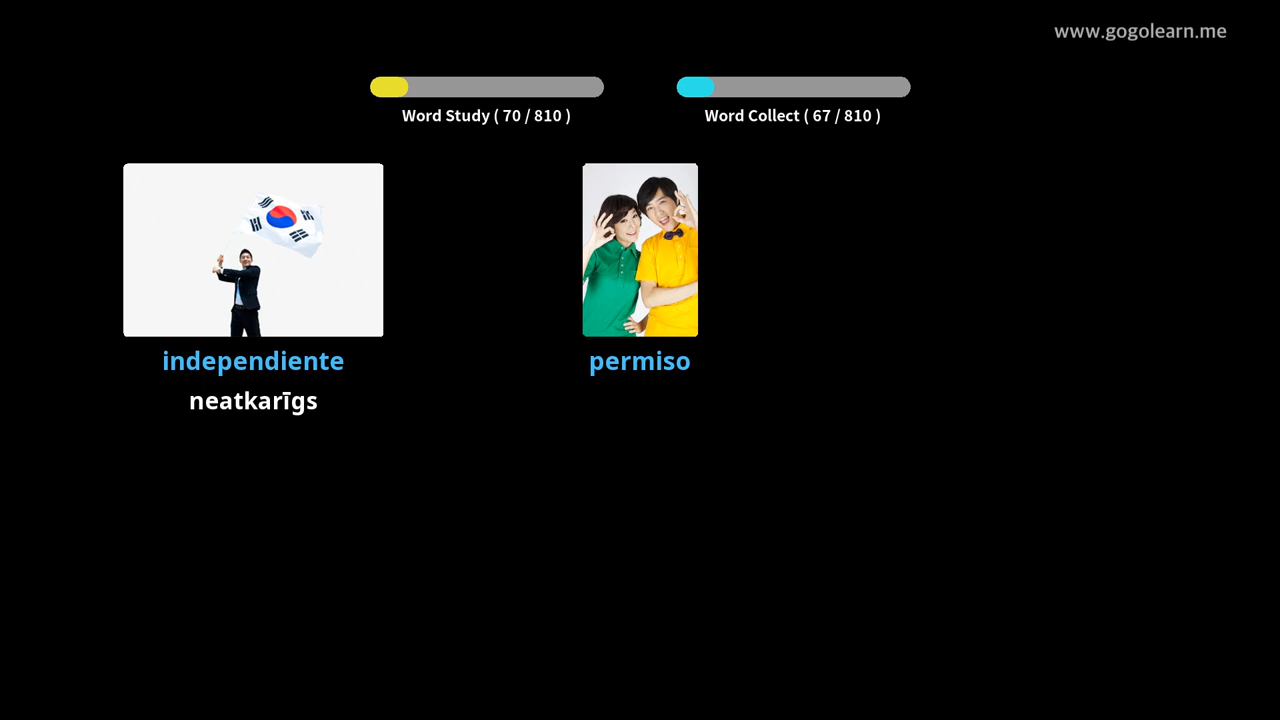 www.gogolearn.me
Word Study ( 70 / 810 )
Word Collect ( 67 / 810 )
independiente
permiso
neatkarīgs